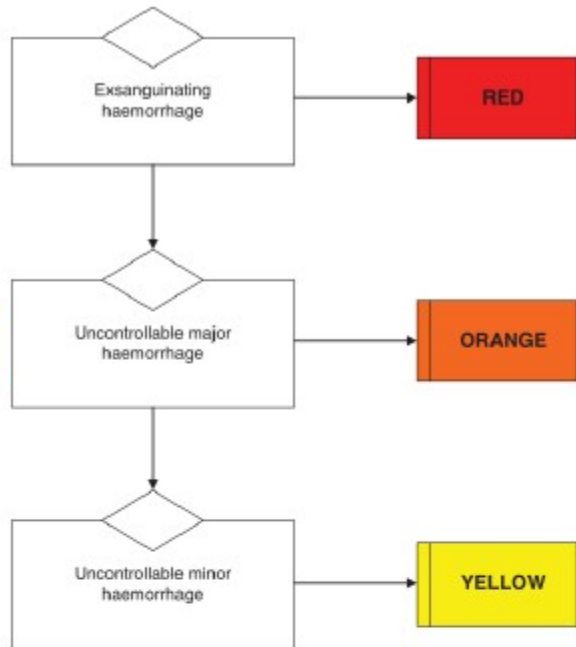 Exsanguinating
haemorrhage
RED
Uncontrollable major
haemorrhage
ORANGE
Uncontrollable minor
haemorrhage
YELLOW